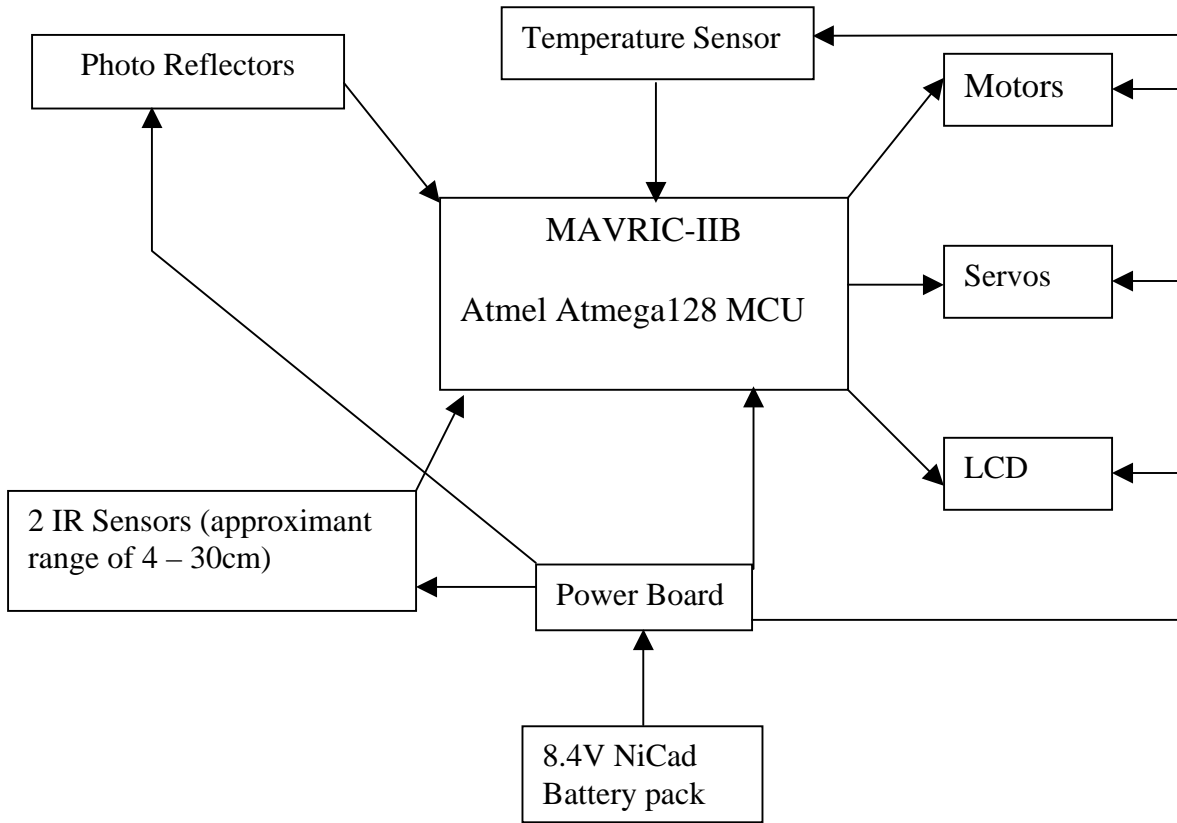 Temperature Sensor
Photo Reflectors
Motors
MAVRIC-IIB
Atmel Atmega128 MCU
Servos
LCD
2 IR Sensors (approximant
range of 4 – 30cm)
Power Board
8.4V NiCad
Battery pack